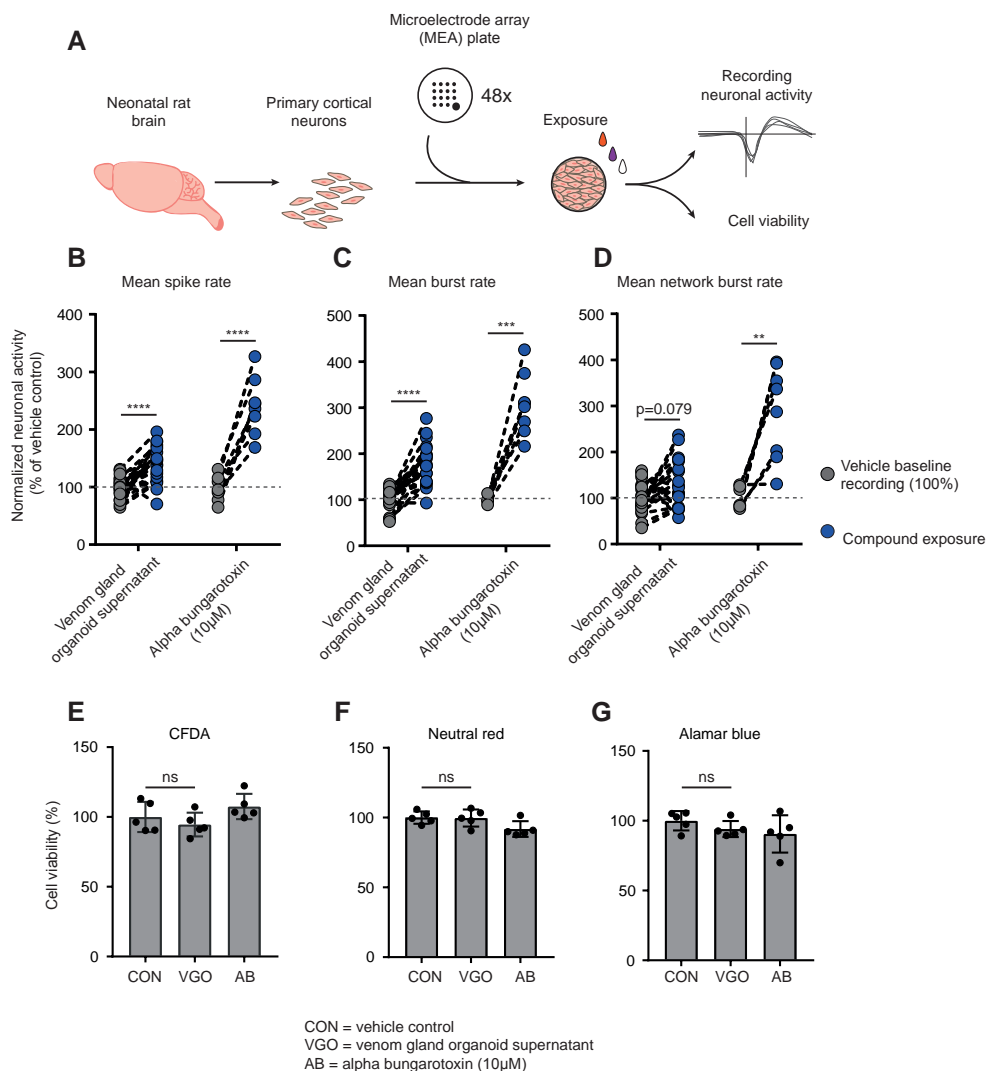 A
Neonatal rat
brain
Primary cortical
neurons
Microelectrode array
(MEA) plate
48x
Exposure
Recording
neuronal activity
Cell viability
B
Mean spike rate
Normalized neuronal activity
(% of vehicle control)
400
300
200
100
0
****
****
Venom gland
organoid supernatant
Alpha bungarotoxin
(10µM)
C
Mean burst rate
500
400
300
200
100
0
****
***
Venom gland
organoid supernatant
Alpha bungarotoxin
(10µM)
D
Mean network burst rate
500
400
300
200
100
0
p=0.079
**
Venom gland
organoid supernatant
Alpha bungarotoxin
(10µM)
Vehicle baseline
recording (100%)
Compound exposure
E
CFDA
Cell viability (%)
150
100
50
0
ns
CON VGO AB
F
Neutral red
150
100
50
0
ns
CON VGO AB
G
Alamar blue
150
100
50
0
ns
CON VGO AB
CON = vehicle control
VGO = venom gland organoid supernatant
AB = alpha bungarotoxin (10µM)